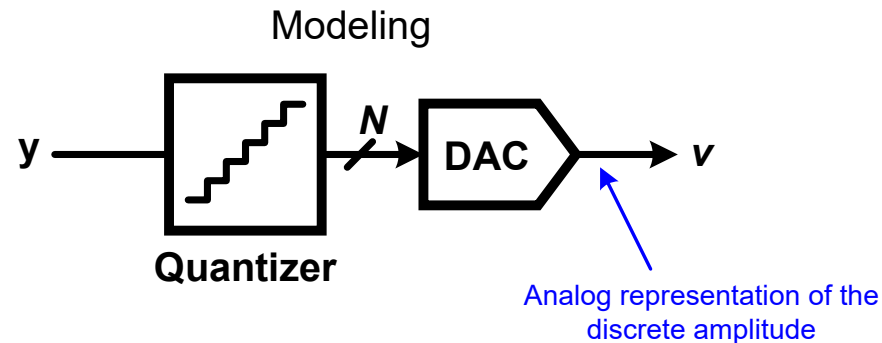 Modeling
y
N
DAC
v
Quantizer
Analog representation of the
discrete amplitude